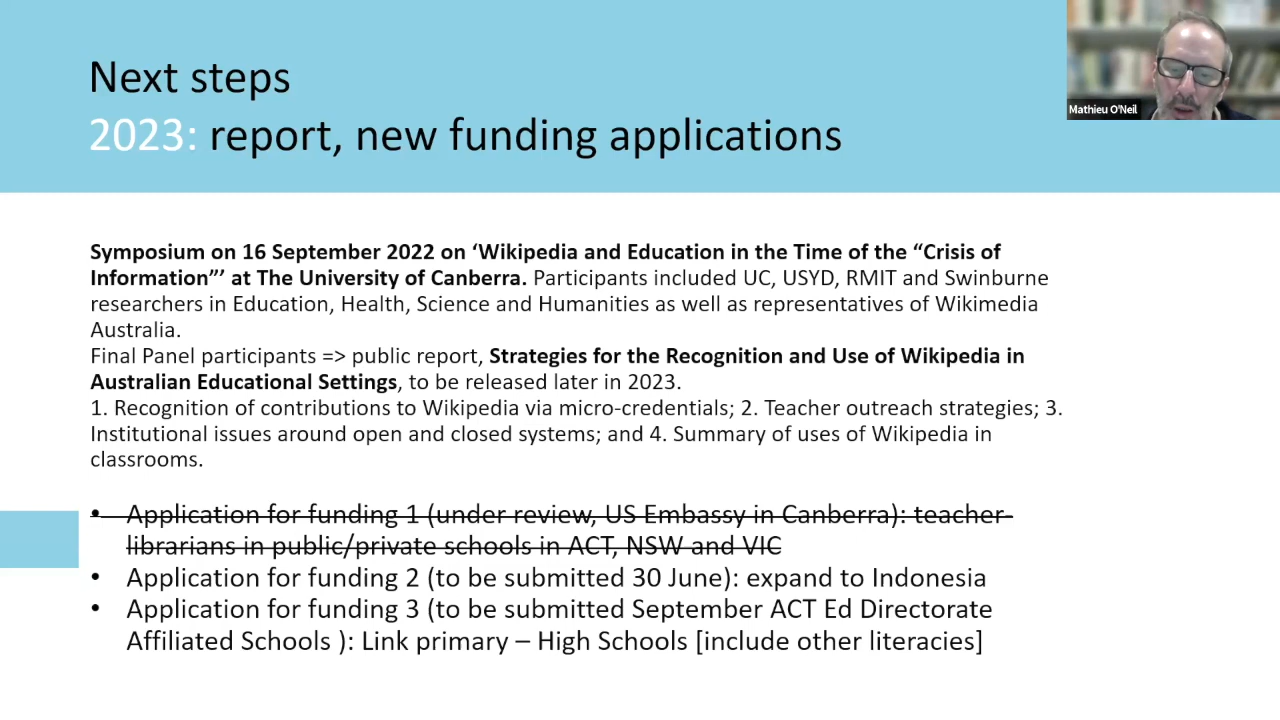 Next steps
2023: report, new funding applications
Mathieu O'Neil
Symposium on 16 September 2022 on ‘Wikipedia and Education in the Time of the “Crisis of
Information”’ at The University of Canberra. Participants included UC, USYD, RMIT and Swinburne
researchers in Education, Health, Science and Humanities as well as representatives of Wikimedia
Australia.
Final Panel participants => public report, Strategies for the Recognition and Use of Wikipedia in
Australian Educational Settings, to be released later in 2023.
1. Recognition of contributions to Wikipedia via micro-credentials; 2. Teacher outreach strategies; 3.
Institutional issues around open and closed systems; and 4. Summary of uses of Wikipedia in
classrooms.
• Application for funding 1 (under review, US Embassy in Canberra): teacher-
librarians in public/private schools in ACT, NSW and VIC
• Application for funding 2 (to be submitted 30 June): expand to Indonesia
• Application for funding 3 (to be submitted September ACT Ed Directorate
Affiliated Schools ): Link primary – High Schools [include other literacies]